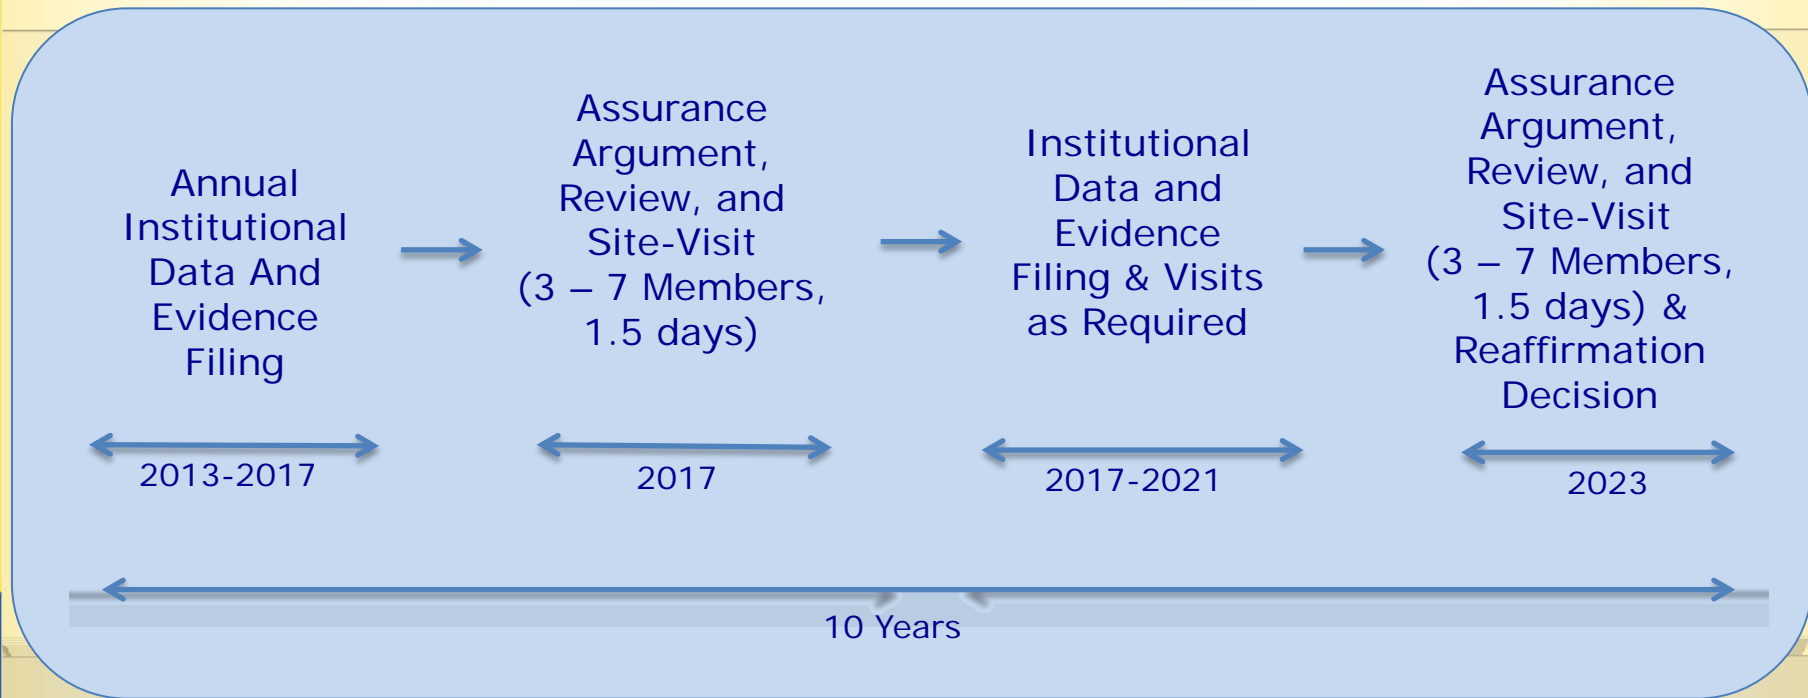 Annual
Institutional
Data And
Evidence
Filing
2013-2017
Assurance
Argument,
Review, and
Site-Visit
(3 – 7 Members,
1.5 days)
2017
Institutional
Data and
Evidence
Filing & Visits
as Required
2017-2021
Assurance
Argument,
Review, and
Site-Visit
(3 – 7 Members,
1.5 days) &
Reaffirmation
Decision
2023
10 Years